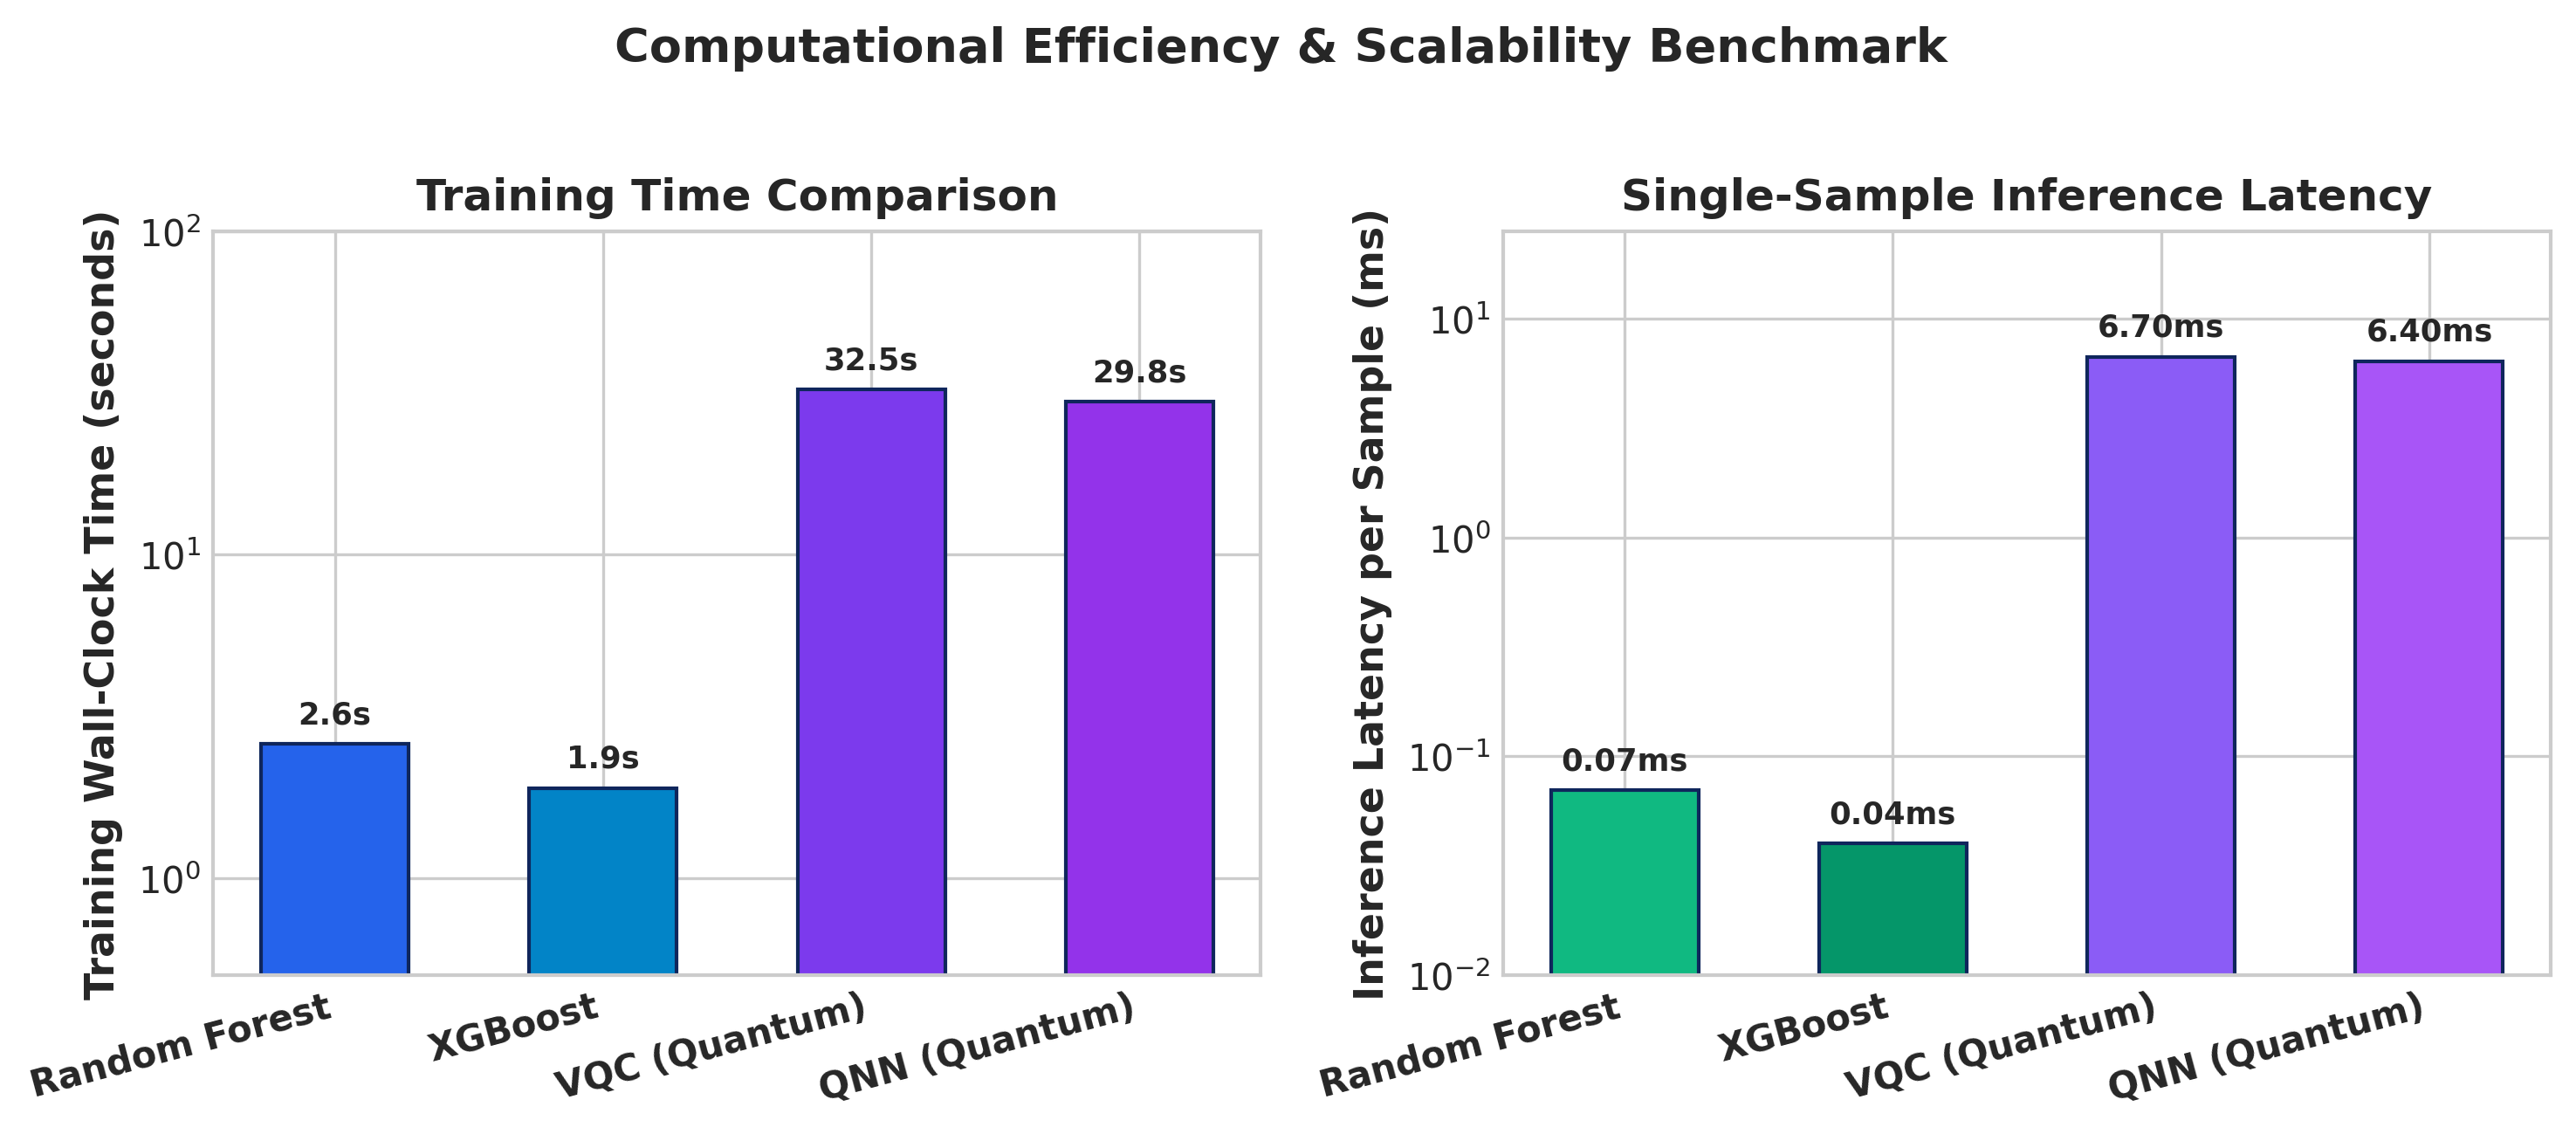 Computational Efficiency & Scalability Benchmark
Training Time Comparison
Training Wall-Clock Time (seconds)
10²
10¹
10⁰
2.6s
1.9s
32.5s
29.8s
Random Forest
XGBoost
VQC (Quantum)
QNN (Quantum)
Single-Sample Inference Latency
Inference Latency per Sample (ms)
10¹
10⁰
10⁻¹
10⁻²
0.07ms
0.04ms
6.70ms
6.40ms
Random Forest
XGBoost
VQC (Quantum)
QNN (Quantum)